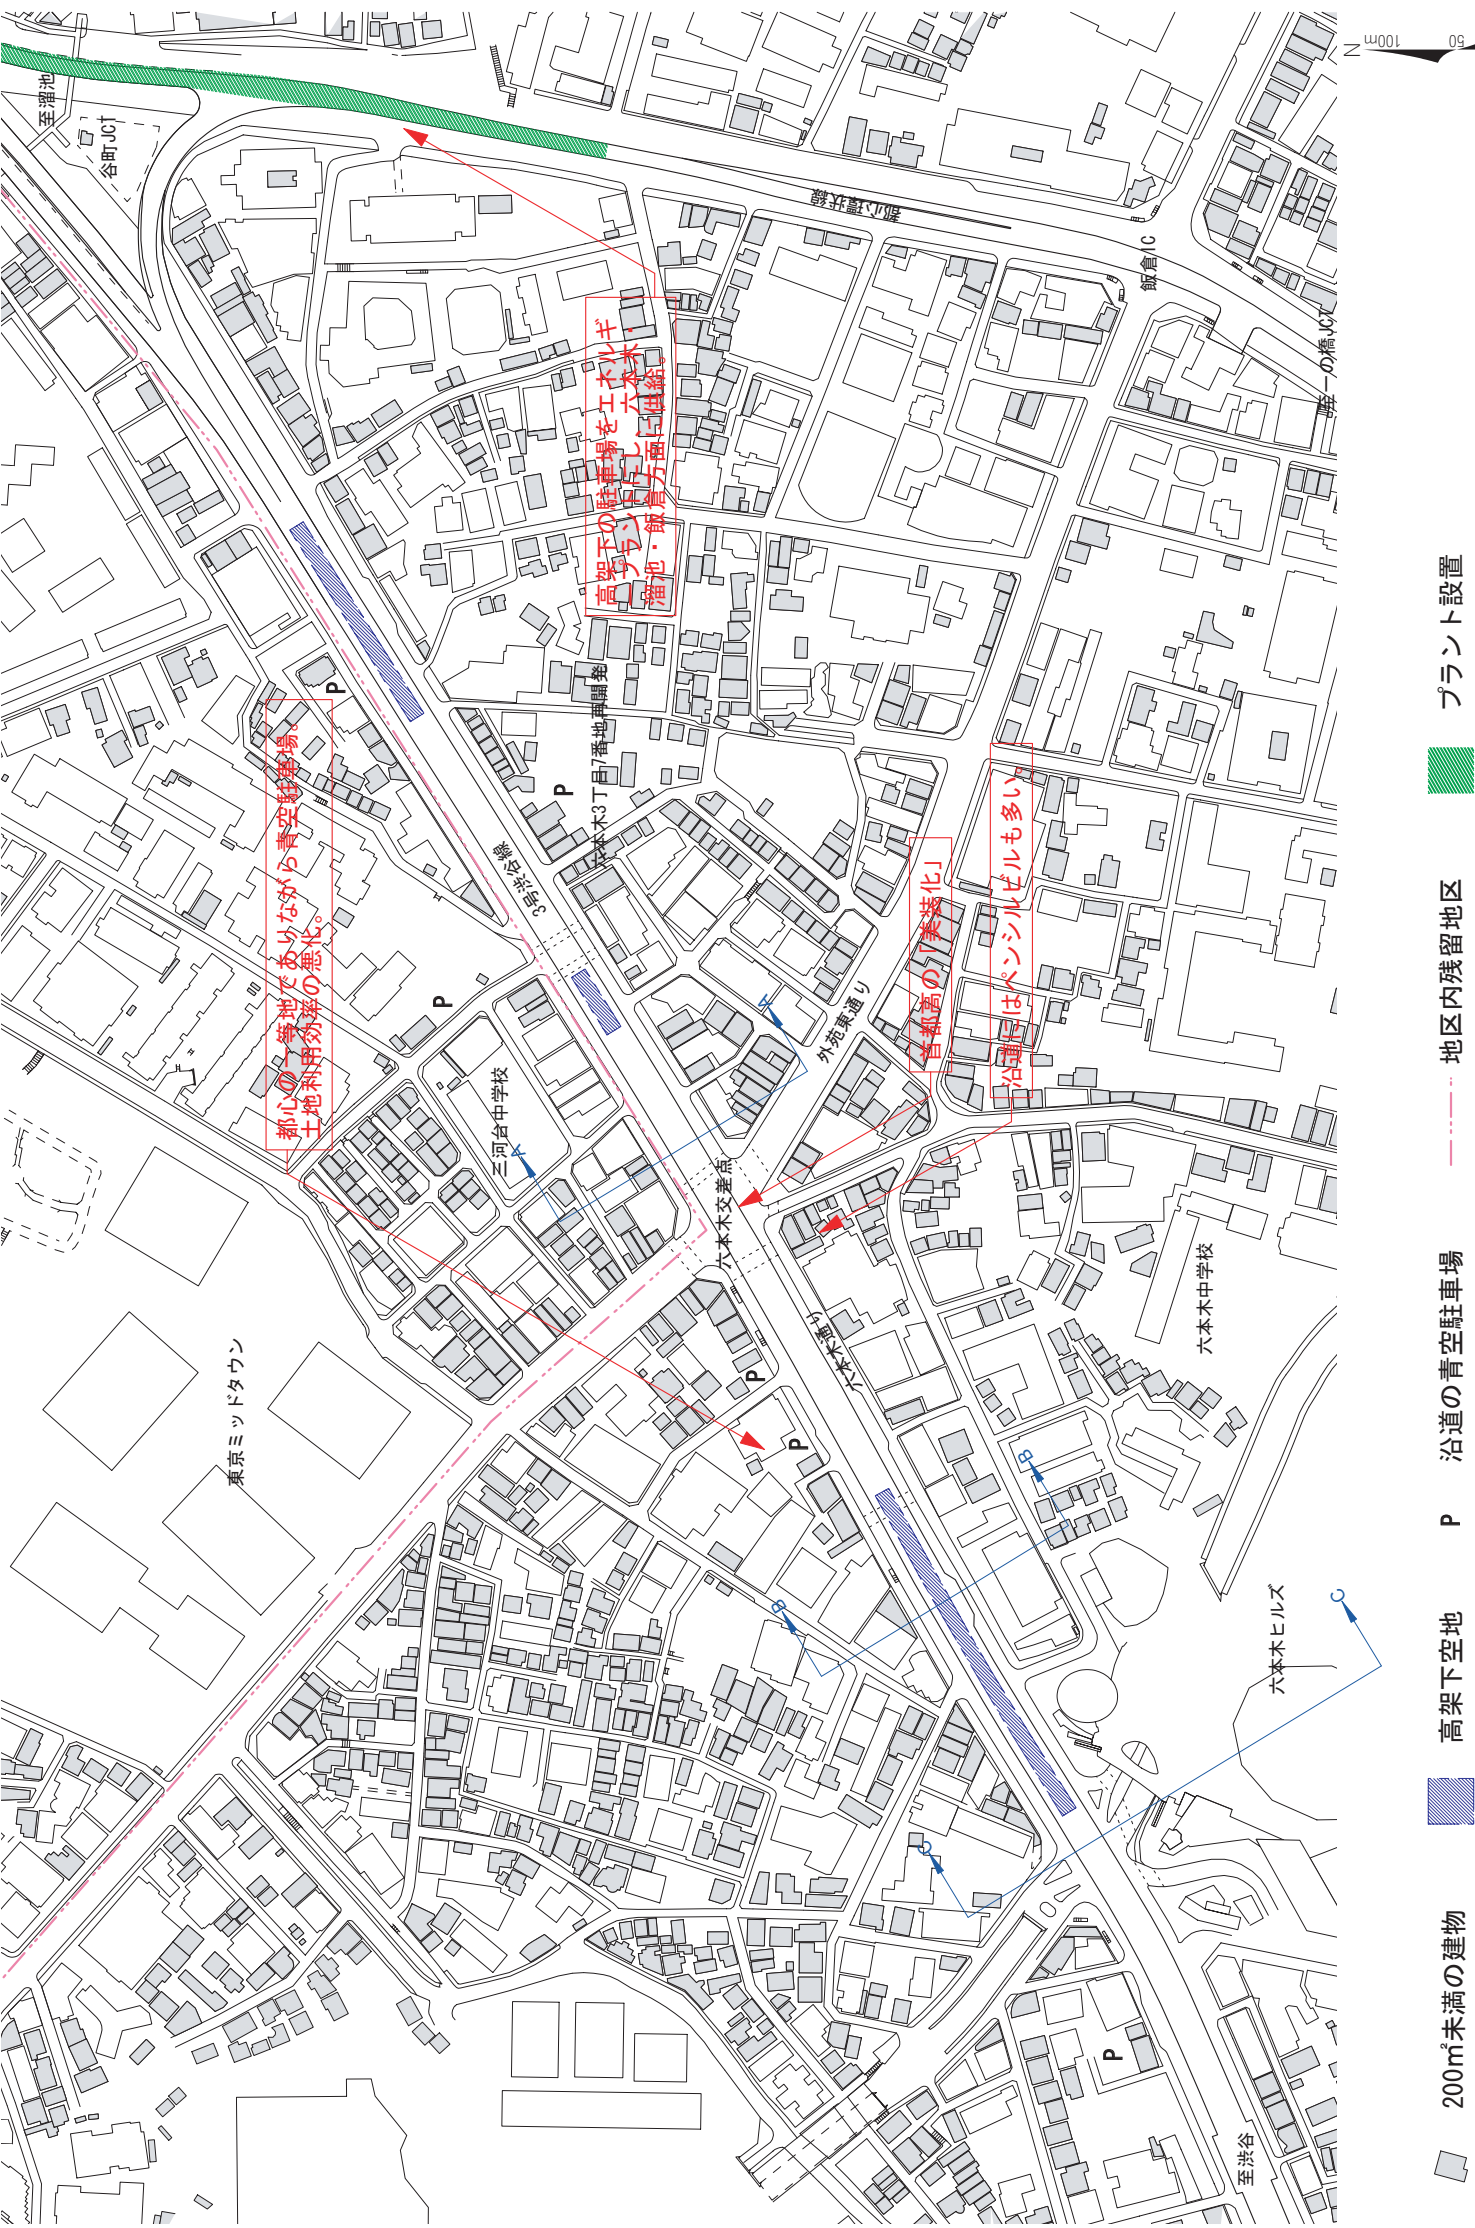 至溜池
谷町JCT
都心環状線
飯倉IC
至一の橋JCT
高架下の駐車場をエネルギ
ープラントにし、六本木・
溜池・飯倉方面に供給。
都心の一等地でありながら青空駐車場。
土地利用効率の悪化。
P
3号渋谷線
P
六本木3丁目7番地再開発
P
三河台中学校
A
A
外苑東通り
首都高の「美装化」
沿道にはペンシルビルも多い。
六本木交差点
六本木通り
東京ミッドタウン
P
P
六本木中学校
B
B
六本木ヒルズ
C
C
P
至渋谷
N
100m
50
200㎡未満の建物
高架下空地
P
沿道の青空駐車場
地区内残留地区
プラント設置